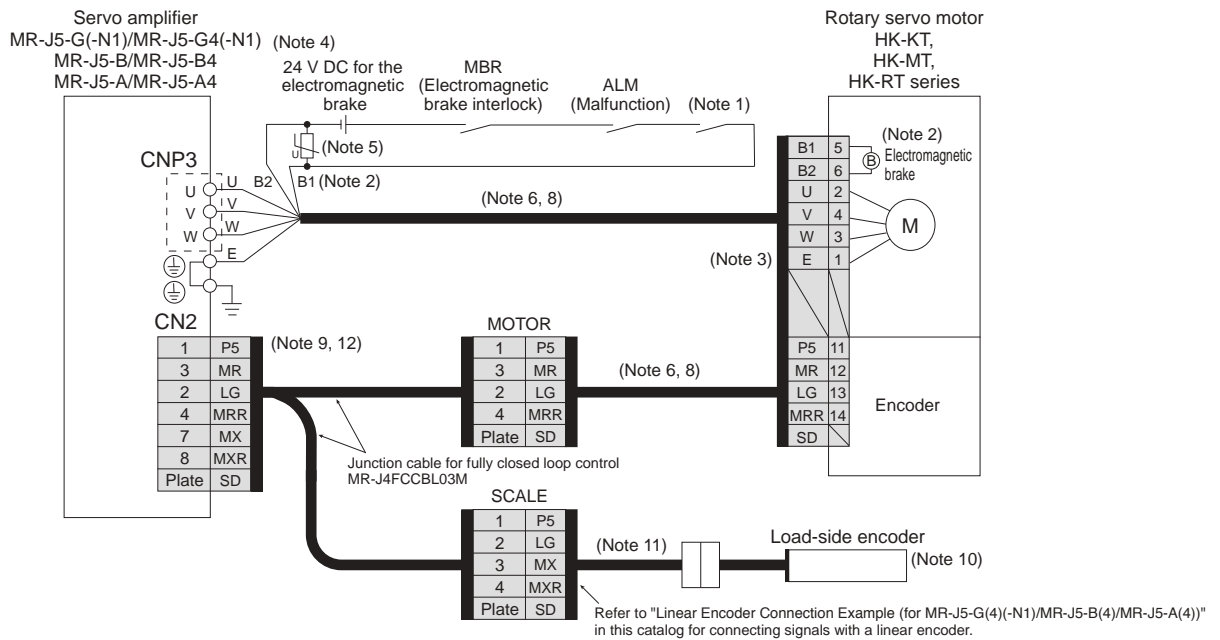 Servo amplifier
MR-J5-G(-N1)/MR-J5-G4(-N1) (Note 4)
MR-J5-B/MR-J5-B4
MR-J5-A/MR-J5-A4
Rotary servo motor
HK-KT,
HK-MT,
HK-RT series
24 V DC for the
electromagnetic
brake
MBR
(Electromagnetic
brake interlock)
ALM
(Malfunction)
(Note 1)
U
(Note 5)
CNP3
U U
V V
W W
E
B2
B1 (Note 2)
(Note 6, 8)
(Note 3)
B1 5
B2 6
U 2
V 4
W 3
E 1
(Note 2)
B
Electromagnetic
brake
M
CN2
1 P5
3 MR
2 LG
4 MRR
7 MX
8 MXR
Plate SD
(Note 9, 12)
MOTOR
1 P5
3 MR
2 LG
4 MRR
Plate SD
(Note 6, 8)
P5 11
MR 12
LG 13
MRR 14
SD
Encoder
Junction cable for fully closed loop control
MR-J4FCCBL03M
SCALE
1 P5
2 LG
3 MX
4 MXR
Plate SD
(Note 11)
Load-side encoder
(Note 10)
Refer to "Linear Encoder Connection Example (for MR-J5-G(4)(-N1)/MR-J5-B(4)/MR-J5-A(4))"
in this catalog for connecting signals with a linear encoder.